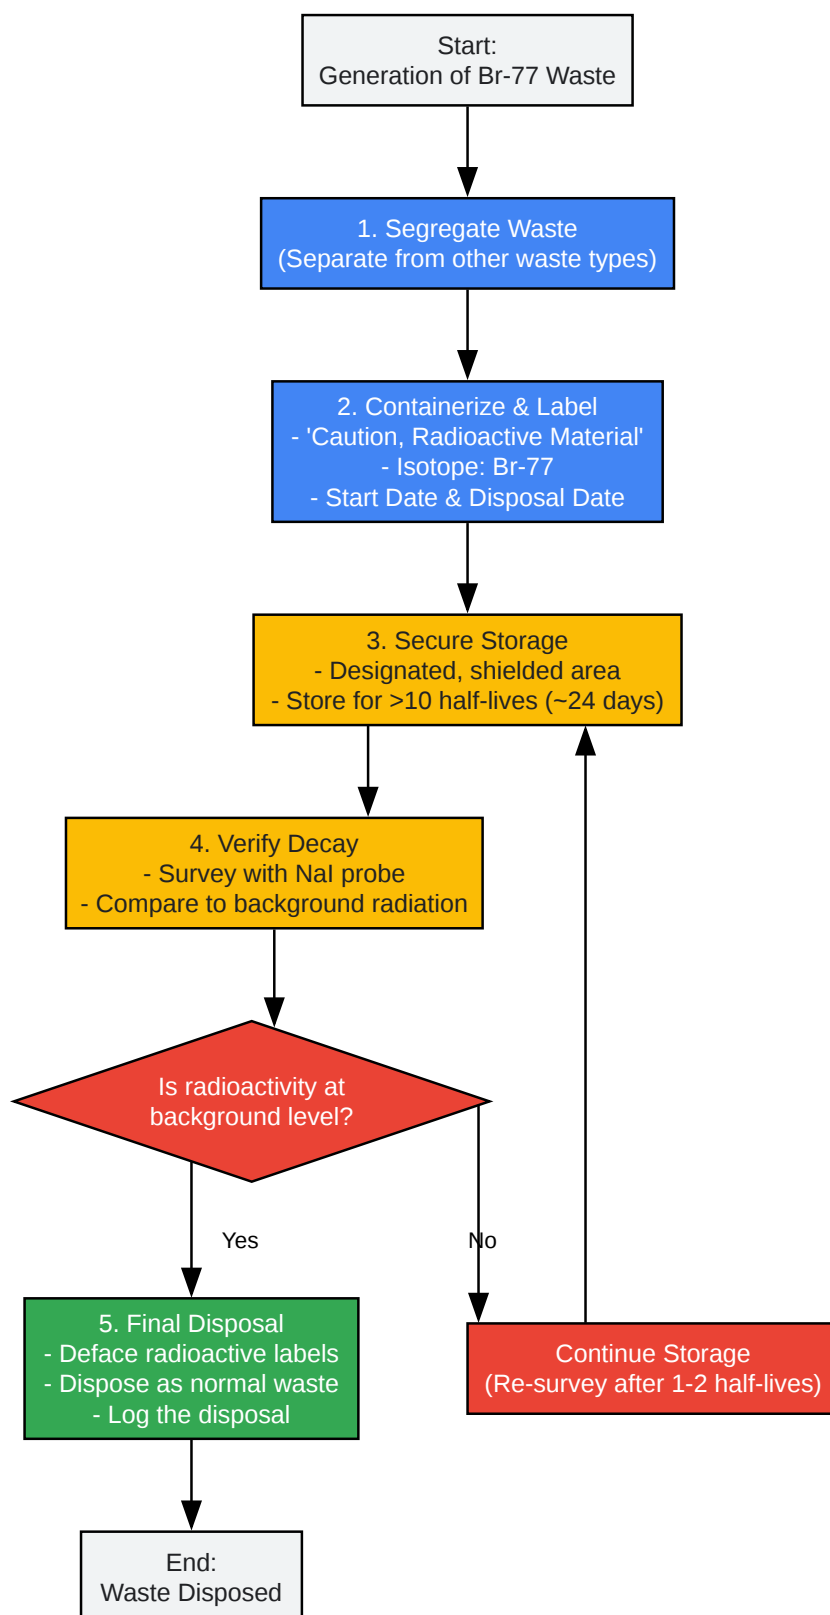 Start:
Generation of Br-77 Waste
1. Segregate Waste
(Separate from other waste types)
2. Containerize & Label
- 'Caution, Radioactive Material'
- Isotope: Br-77
- Start Date & Disposal Date
3. Secure Storage
- Designated, shielded area
- Store for >10 half-lives (~24 days)
4. Verify Decay
- Survey with NaI probe
- Compare to background radiation
Is radioactivity at
background level?
Yes
No
5. Final Disposal
- Deface radioactive labels
- Dispose as normal waste
- Log the disposal
Continue Storage
(Re-survey after 1-2 half-lives)
End:
Waste Disposed